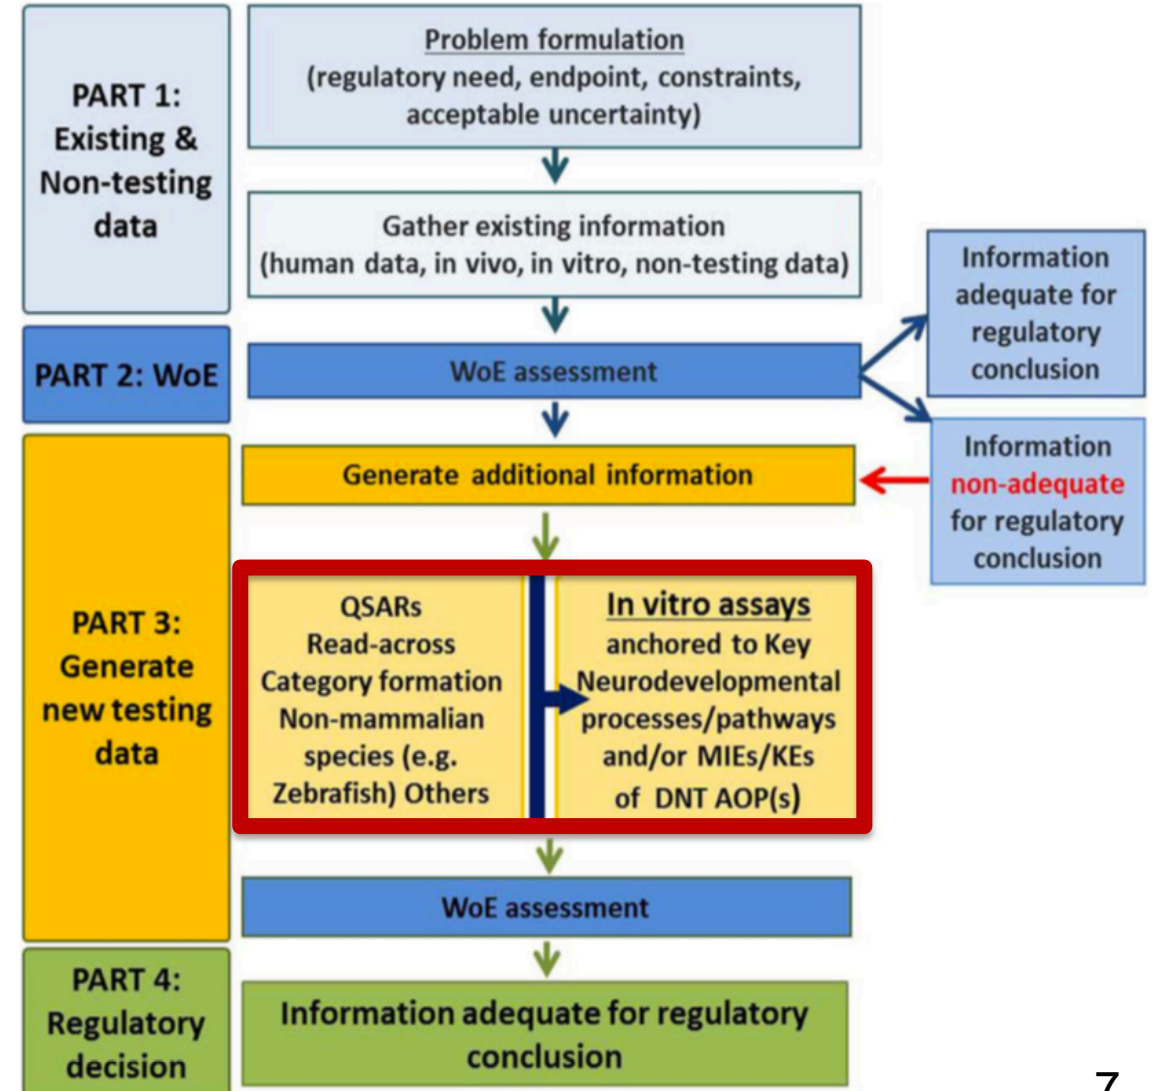 PART 1:
Existing &
Non-testing
data
Problem formulation
(regulatory need, endpoint, constraints,
acceptable uncertainty)
Gather existing information
(human data, in vivo, in vitro, non-testing data)
PART 2: WoE
WoE assessment
Information
adequate for
regulatory
conclusion
Information
non-adequate
for regulatory
conclusion
PART 3:
Generate
new testing
data
Generate additional information
QSARs
Read-across
Category formation
Non-mammalian
species (e.g.
Zebrafish) Others
In vitro assays
anchored to Key
Neurodevelopmental
processes/pathways
and/or MIEs/KEs
of DNT AOP(s)
WoE assessment
PART 4:
Regulatory
decision
Information adequate for regulatory
conclusion
7